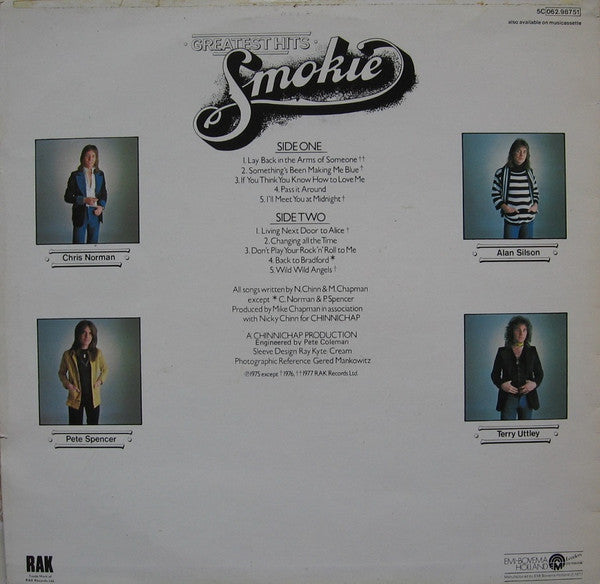 5C 062.98751
also available on musicassette
· GREATEST HITS ·
Smokie
SIDE ONE
1. Lay Back in the Arms of Someone ††
2. Something's Been Making Me Blue †
3. If You Think You Know How to Love Me
4. Pass it Around
5. I'll Meet You at Midnight †
SIDE TWO
1. Living Next Door to Alice †
2. Changing all the Time
3. Don't Play Your Rock 'n' Roll to Me
4. Back to Bradford *
5. Wild Wild Angels †
All songs written by N. Chinn & M. Chapman
except * C. Norman & P. Spencer
Produced by Mike Chapman in association
with Nicky Chinn for CHINNICHAP
A CHINNICHAP PRODUCTION
Engineered by Pete Coleman
Sleeve Design Ray Kyte Cream
Photographic Reference Gered Mankowitz
℗ 1975 except † 1976, †† 1977 RAK Records Ltd.
Chris Norman
Alan Silson
Pete Spencer
Terry Uttley
RAK
Trade Mark of
RAK Records Ltd.
EMI-BOVEMA
HOLLAND